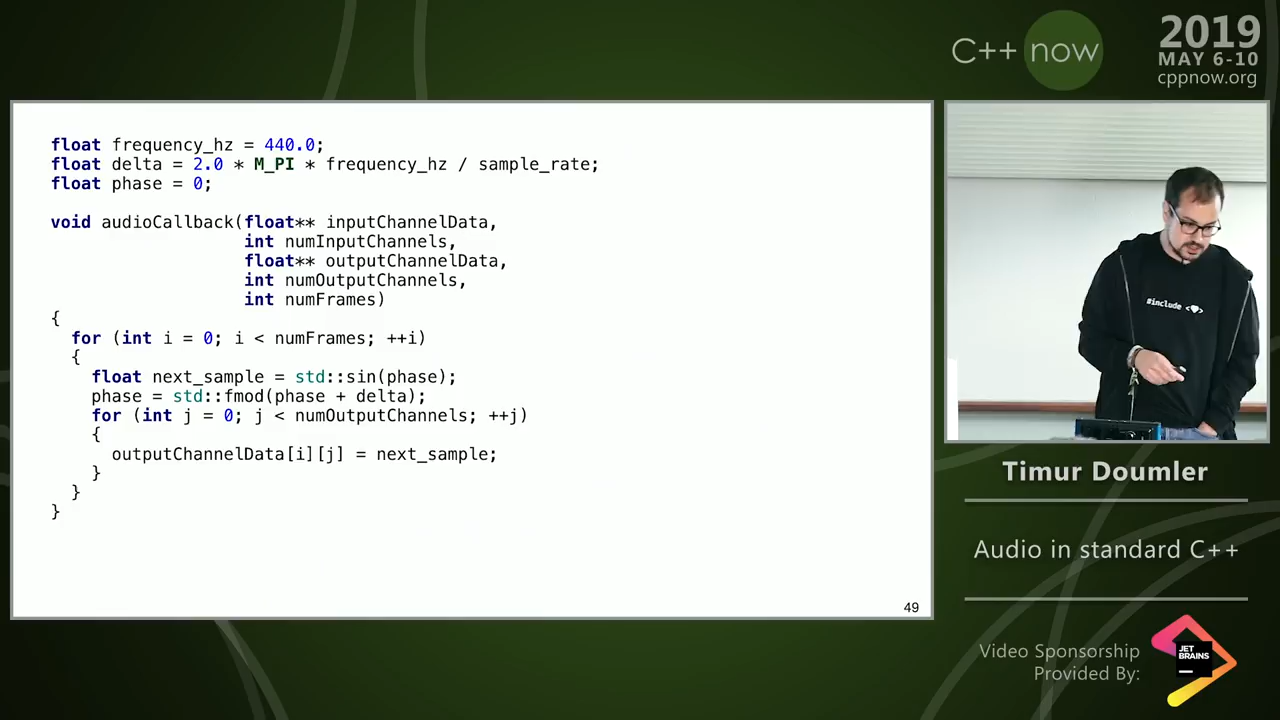 C++ now
2019
MAY 6-10
cppnow.org
float frequency_hz = 440.0;
float delta = 2.0 * M_PI * frequency_hz / sample_rate;
float phase = 0;
void audioCallback(float** inputChannelData,
int numInputChannels,
float** outputChannelData,
int numOutputChannels,
int numFrames)
{
for (int i = 0; i < numFrames; ++i)
{
float next_sample = std::sin(phase);
phase = std::fmod(phase + delta);
for (int j = 0; j < numOutputChannels; ++j)
{
outputChannelData[i][j] = next_sample;
}
}
}
49
#include <♥>
Timur Doumler
Audio in standard C++
Video Sponsorship
Provided By:
JET
BRAINS